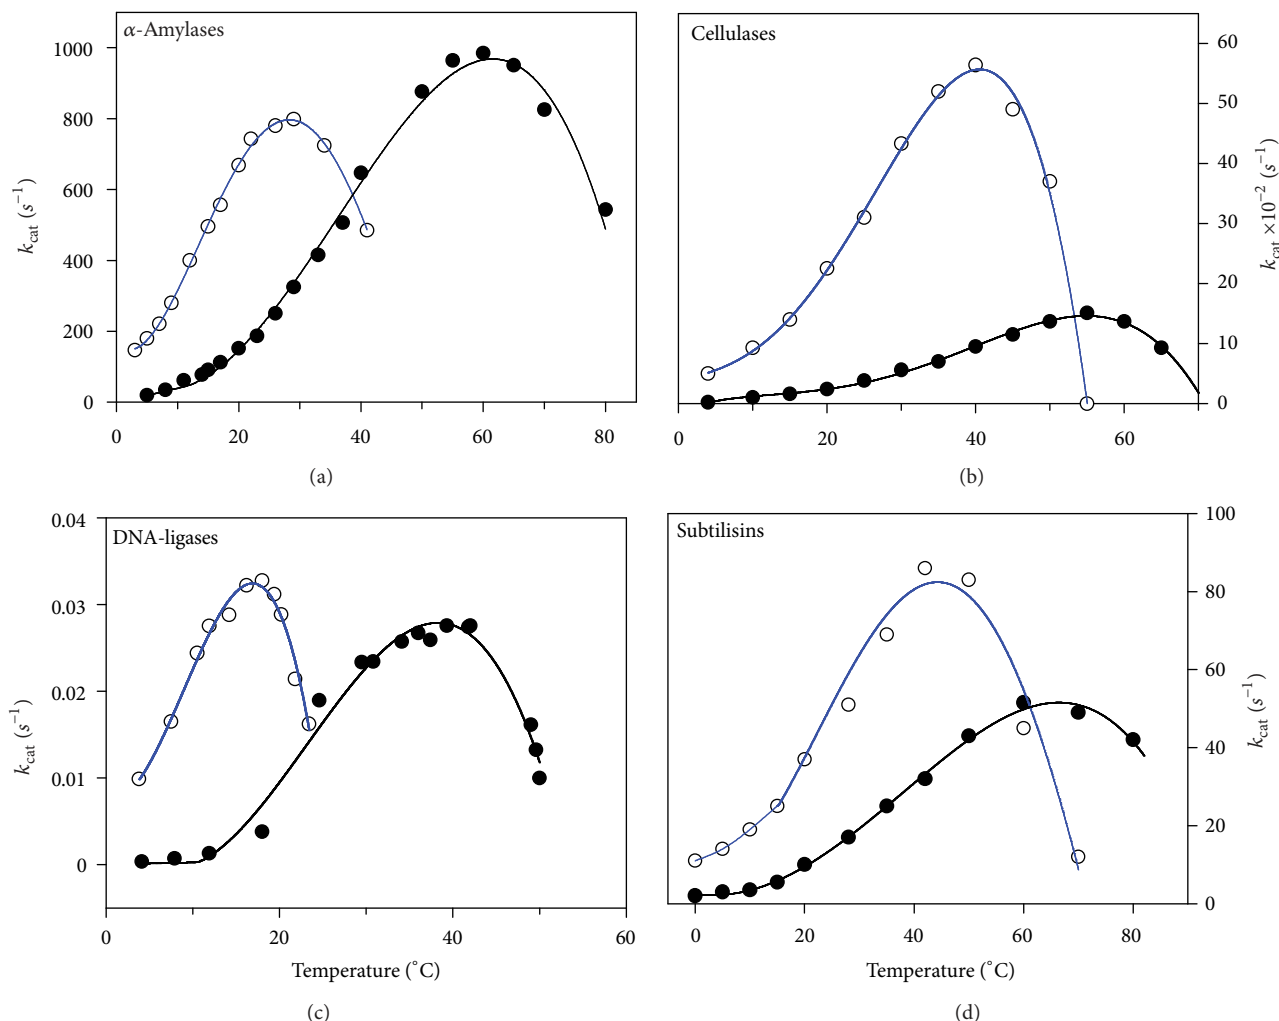 α-Amylases
1000
800
600
400
200
0
k_cat (s⁻¹)
0 20 40 60 80
(a)
Cellulases
60
50
40
30
20
10
0
k_cat ×10⁻² (s⁻¹)
0 20 40 60
(b)
DNA-ligases
0.04
0.03
0.02
0.01
0
k_cat (s⁻¹)
0 20 40 60
Temperature (°C)
(c)
Subtilisins
100
80
60
40
20
0
k_cat (s⁻¹)
0 20 40 60 80
Temperature (°C)
(d)